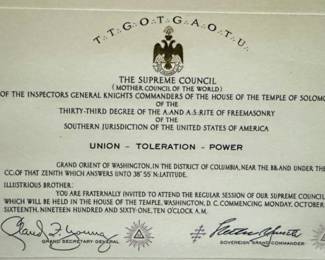 T∴T∴G∴O∴T∴G∴A∴O∴T∴U∴
THE SUPREME COUNCIL
(MOTHER COUNCIL OF THE WORLD)
OF THE INSPECTORS GENERAL KNIGHTS COMMANDERS OF THE HOUSE OF THE TEMPLE OF SOLOMO
OF THE
THIRTY-THIRD DEGREE OF THE A∴AND A∴S∴RITE OF FREEMASONRY
OF THE
SOUTHERN JURISDICTION OF THE UNITED STATES OF AMERICA
UNION - TOLERATION - POWER
GRAND ORIENT OF WASHINGTON, IN THE DISTRICT OF COLUMBIA, NEAR THE B∴B∴AND UNDER THE
C∴C∴OF THAT ZENITH WHICH ANSWERS UNTO 38° 55′ N∴LATITUDE.
ILLUSTRIOUS BROTHER:
YOU ARE FRATERNALLY INVITED TO ATTEND THE REGULAR SESSION OF OUR SUPREME COUNC
WHICH WILL BE HELD IN THE HOUSE OF THE TEMPLE, WASHINGTON, D. C. COMMENCING MONDAY, OCTOB
SIXTEENTH, NINETEEN HUNDRED AND SIXTY-ONE, TEN O'CLOCK A. M.
GRAND SECRETARY GENERAL
SOVEREIGN GRAND COMMANDER